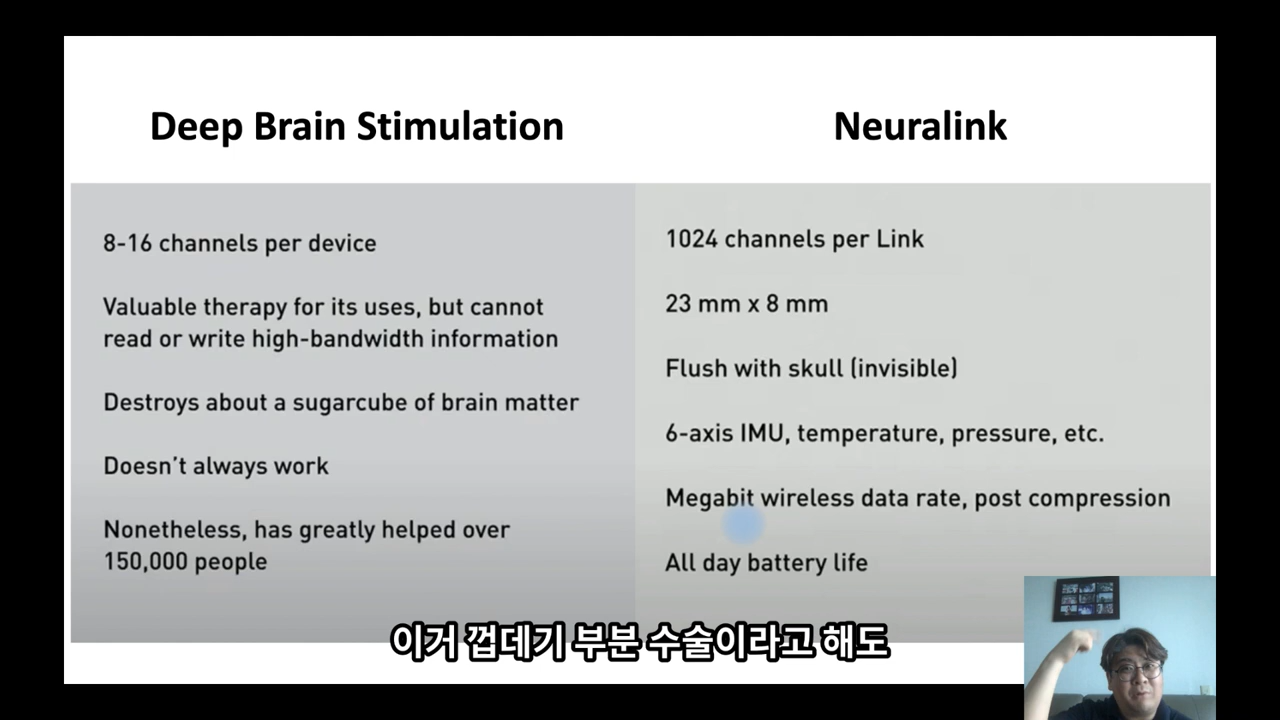 Deep Brain Stimulation
8-16 channels per device
Valuable therapy for its uses, but cannot
read or write high-bandwidth information
Destroys about a sugarcube of brain matter
Doesn't always work
Nonetheless, has greatly helped over
150,000 people
Neuralink
1024 channels per Link
23 mm x 8 mm
Flush with skull (invisible)
6-axis IMU, temperature, pressure, etc.
Megabit wireless data rate, post compression
All day battery life
이거 껍데기 부분 수술이라고 해도